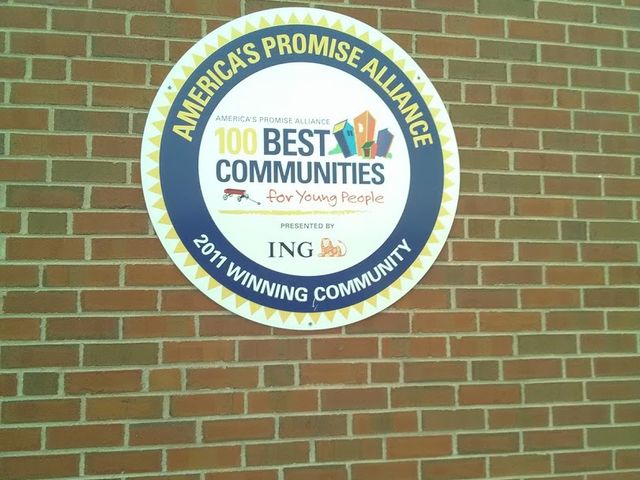 AMERICA'S PROMISE ALLIANCE
AMERICA'S PROMISE ALLIANCE
100 BEST
COMMUNITIES
for Young People
PRESENTED BY
ING
2011 WINNING COMMUNITY